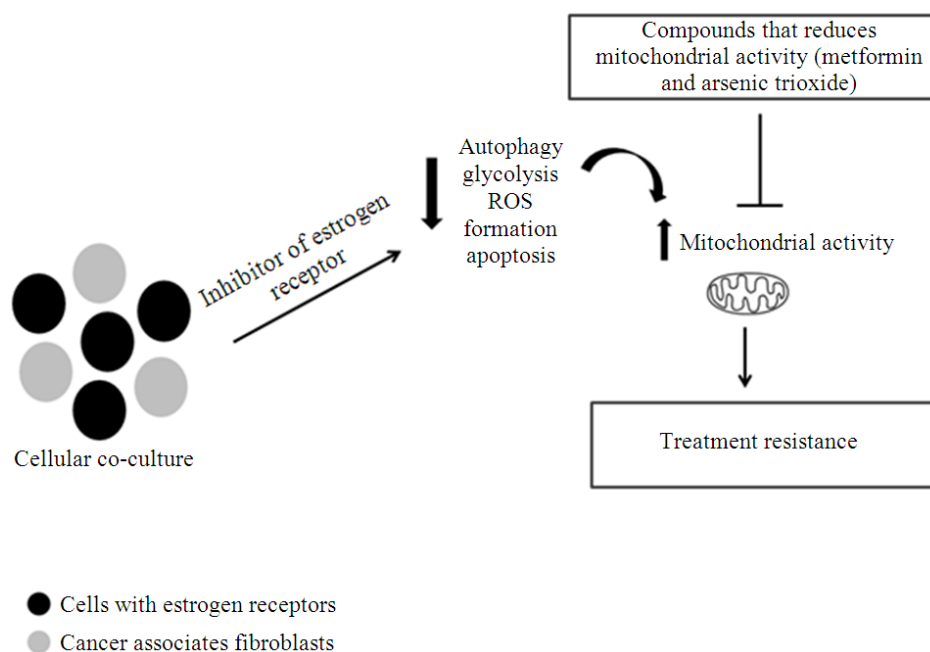 Compounds that reduces
mitochondrial activity (metformin
and arsenic trioxide)
Autophagy
glycolysis
ROS
formation
apoptosis
Inhibitor of estrogen
receptor
Mitochondrial activity
Treatment resistance
Cellular co-culture
Cells with estrogen receptors
Cancer associates fibroblasts